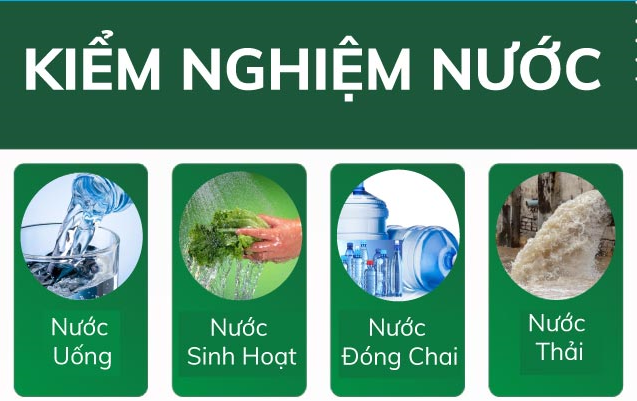 KIỂM NGHIỆM NƯỚC
Nước
Uống
Nước
Sinh Hoạt
Nước
Đóng Chai
Nước
Thải